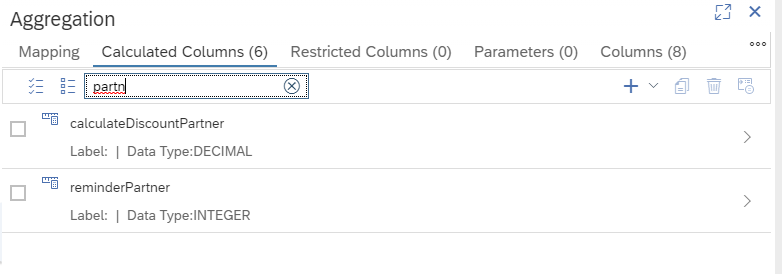 Aggregation
Mapping Calculated Columns (6) Restricted Columns (0) Parameters (0) Columns (8)
partn
calculateDiscountPartner
Label: | Data Type:DECIMAL
reminderPartner
Label: | Data Type:INTEGER